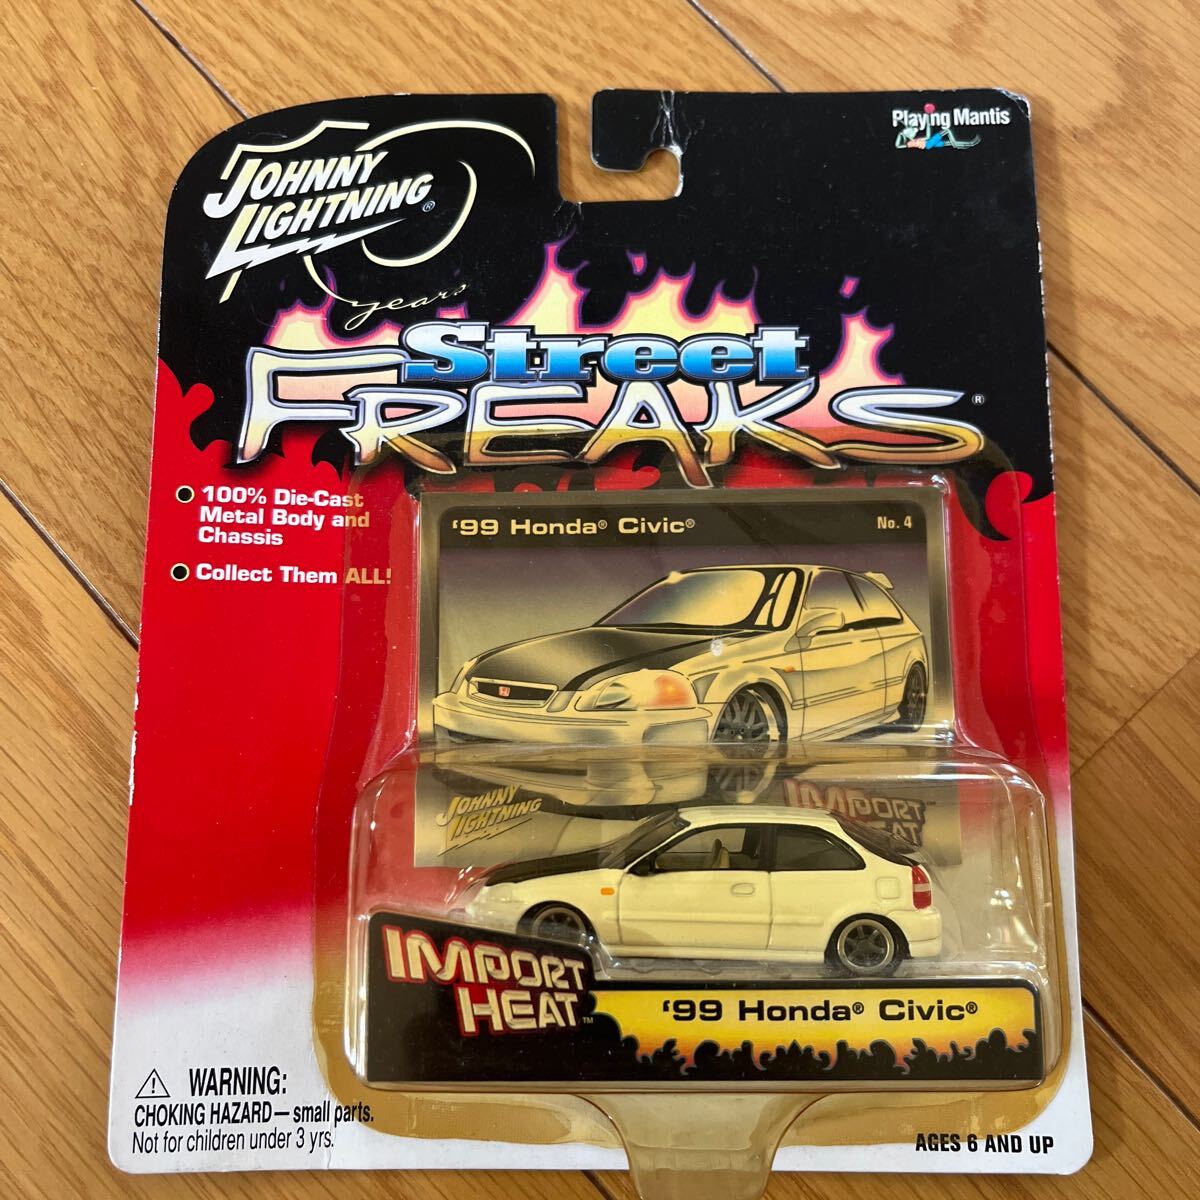 Playing Mantis
JOHNNY
LIGHTNING®
years
Street
FREAKS®
100% Die-Cast
Metal Body and
Chassis
Collect Them ALL!
'99 Honda® Civic®
No. 4
JOHNNY
LIGHTNING
IMPORT
HEAT
IMPORT
HEAT™
'99 Honda® Civic®
WARNING:
CHOKING HAZARD—small parts.
Not for children under 3 yrs.
AGES 6 AND UP